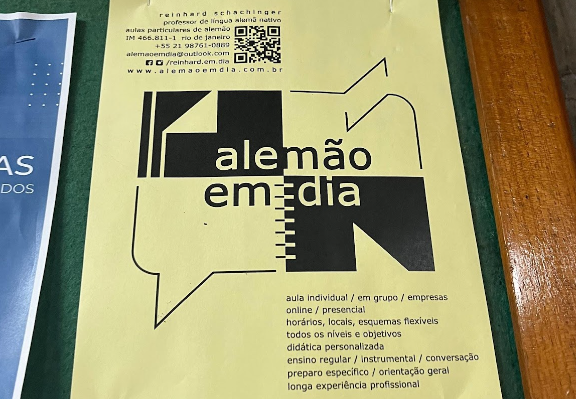 reinhard schachinger
professor de língua alemã nativo
aulas particulares de alemão
IM 466.811-1 rio de janeiro
+55 21 98761-0889
alemaoemdia@outlook.com
/reinhard.em.dia
www.alemaoemdia.com.br
alemão
em dia
AS
DOS
aula individual / em grupo / empresas
online / presencial
horários, locais, esquemas flexíveis
todos os níveis e objetivos
didática personalizada
ensino regular / instrumental / conversação
preparo específico / orientação geral
longa experiência profissional